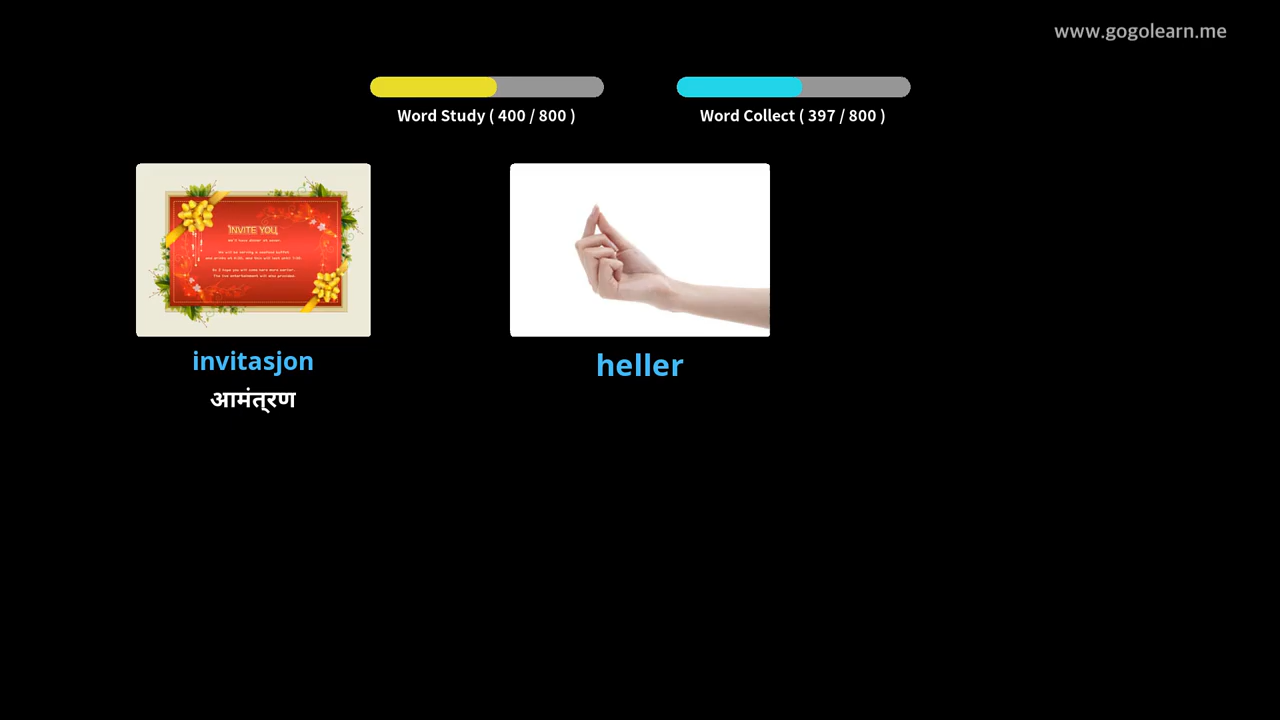 www.gogolearn.me
Word Study ( 400 / 800 )
Word Collect ( 397 / 800 )
INVITE YOU
invitasjon
heller
आमंत्रण